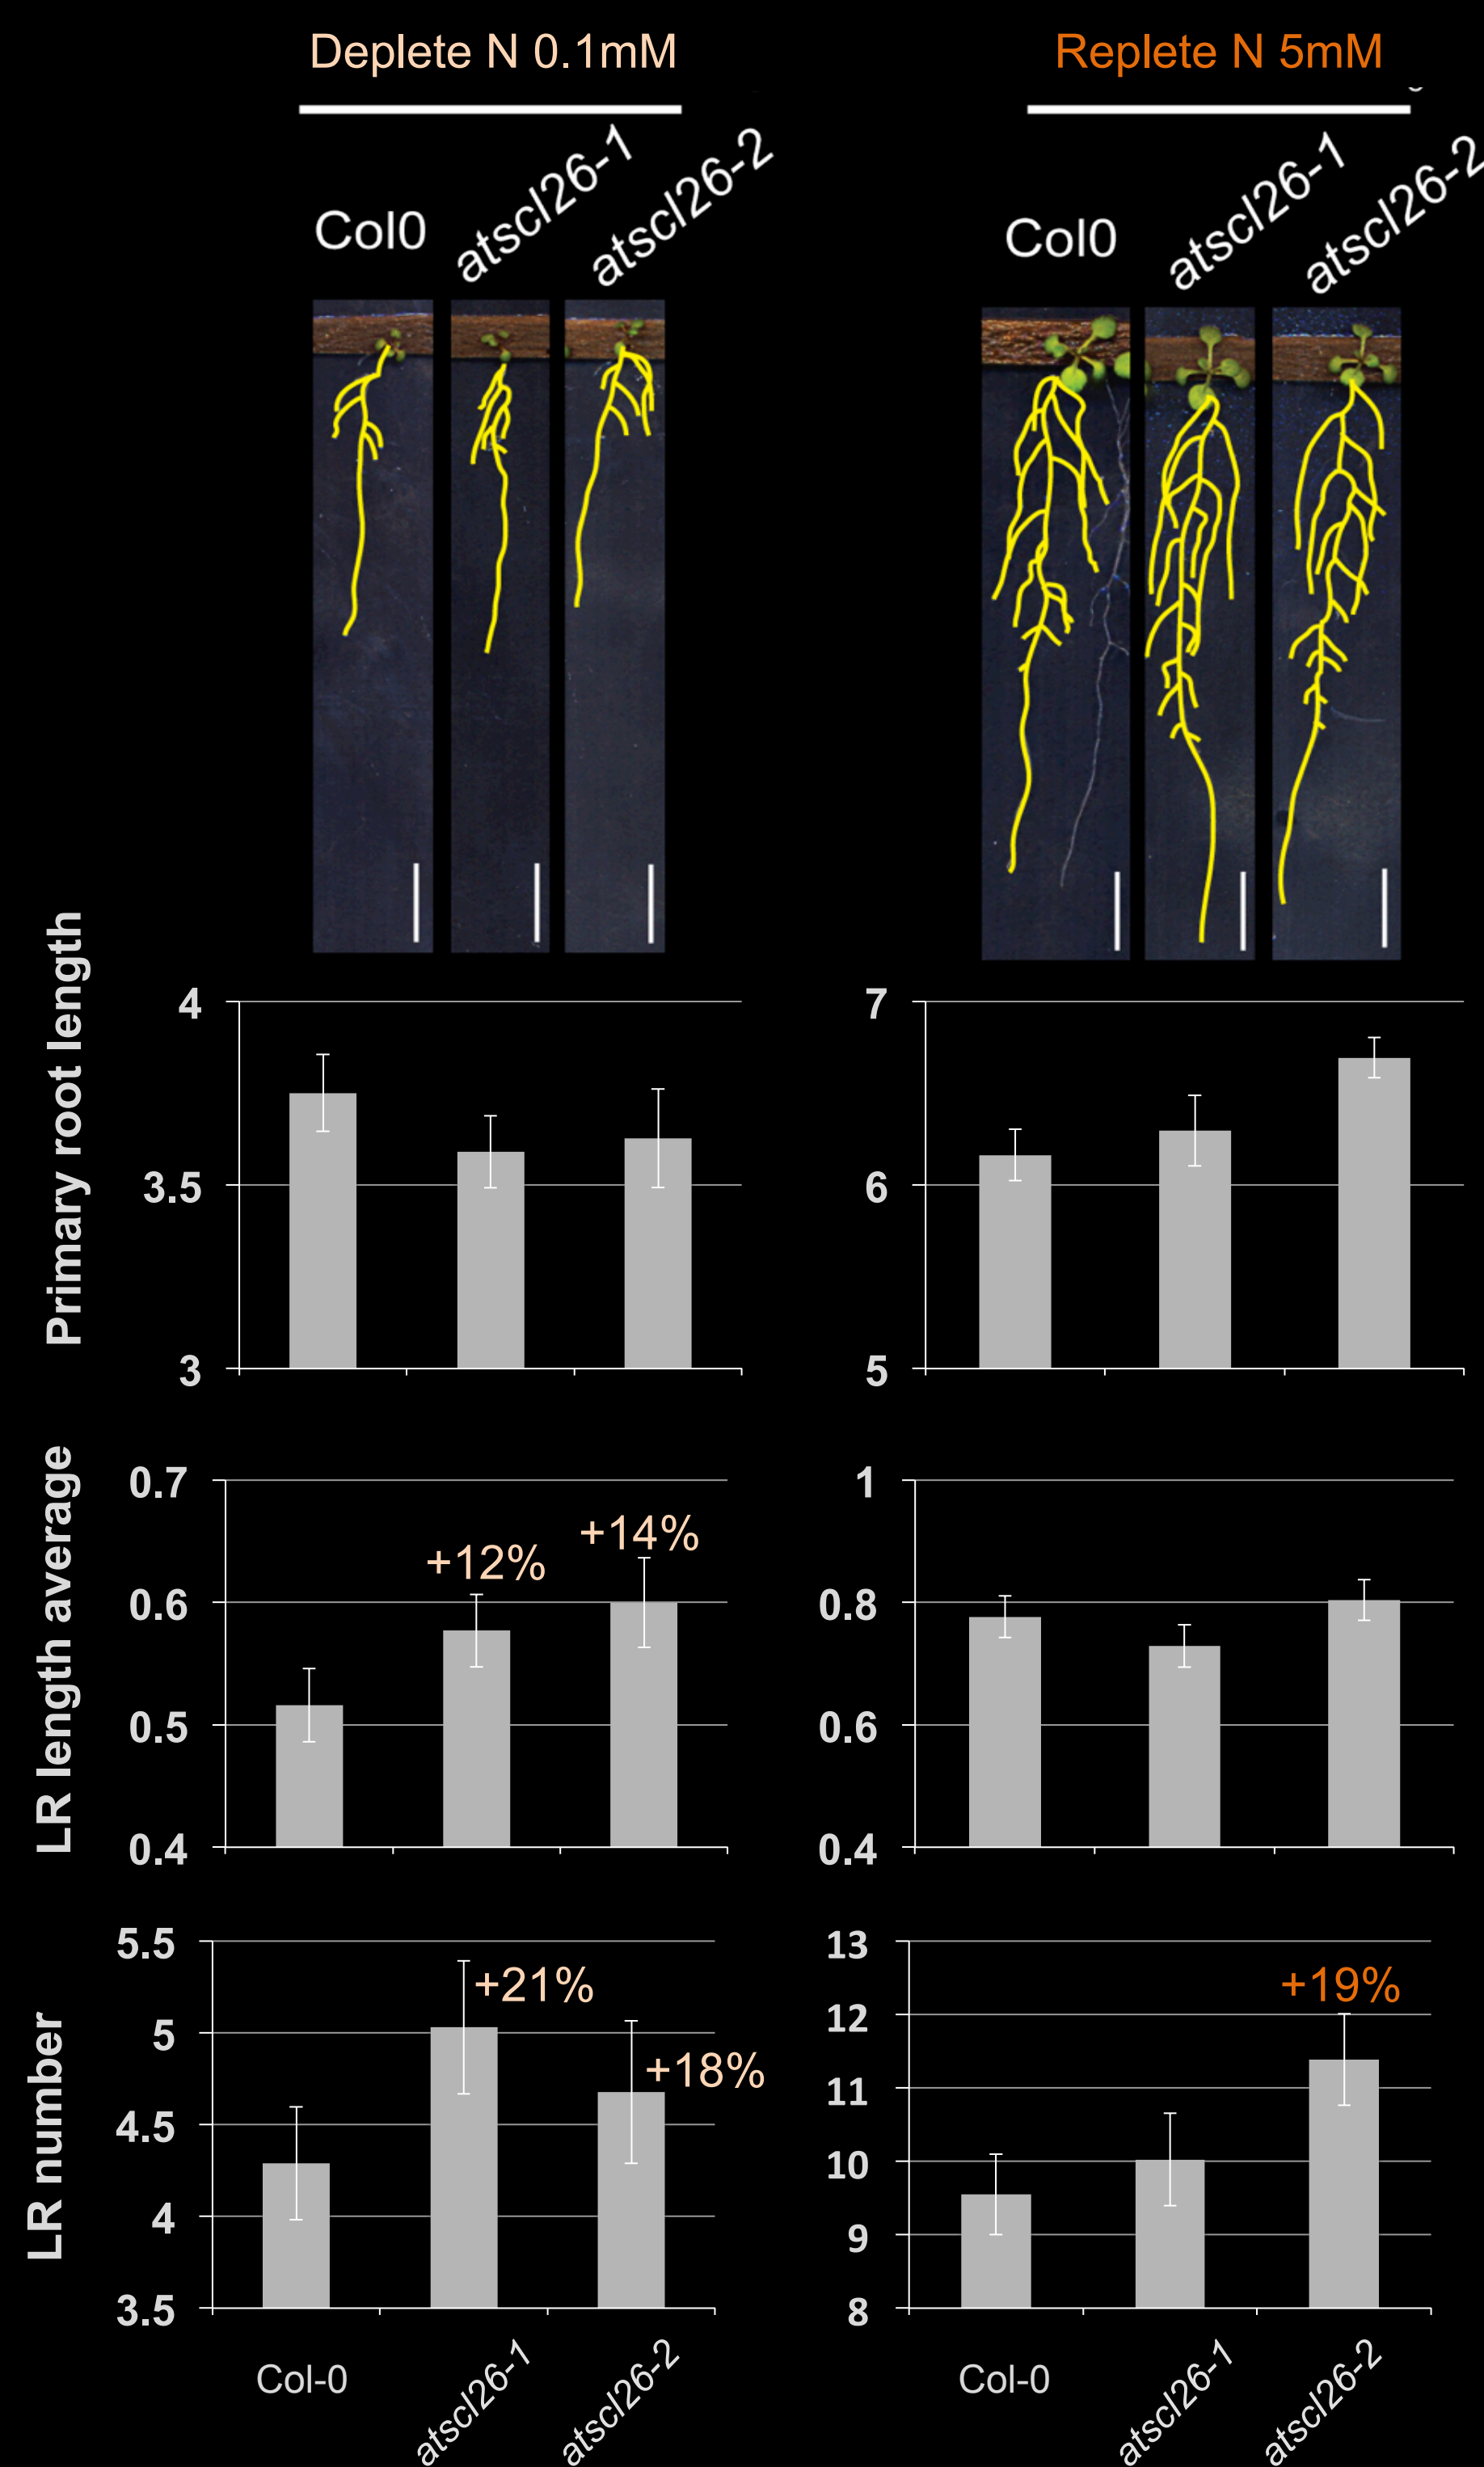 Deplete N 0.1mM
Replete N 5mM
Col0
atscl26-1
atscl26-2
Col0
atscl26-1
atscl26-2
Primary root length
4
3.5
3
7
6
5
LR length average
0.7
0.6
0.5
0.4
+12%
+14%
1
0.8
0.6
0.4
LR number
5.5
5
4.5
4
3.5
+21%
+18%
13
12
11
10
9
8
+19%
Col-0
atscl26-1
atscl26-2
Col-0
atscl26-1
atscl26-2